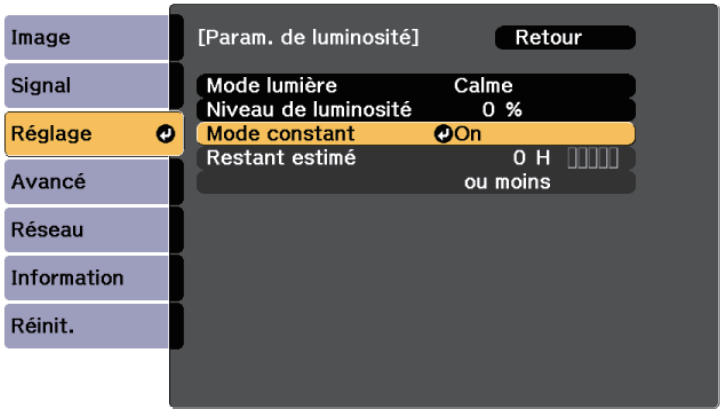 Image
Signal
Réglage
Avancé
Réseau
Information
Réinit.
[Param. de luminosité] Retour
Mode lumière Calme
Niveau de luminosité 0 %
Mode constant On
Restant estimé 0 H
ou moins